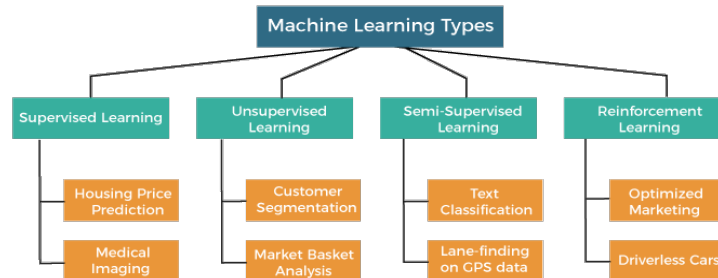 Machine Learning Types
Supervised Learning
Unsupervised
Learning
Semi-Supervised
Learning
Reinforcement
Learning
Housing Price
Prediction
Customer
Segmentation
Text
Classification
Optimized
Marketing
Medical
Imaging
Market Basket
Analysis
Lane-finding
on GPS data
Driverless Cars